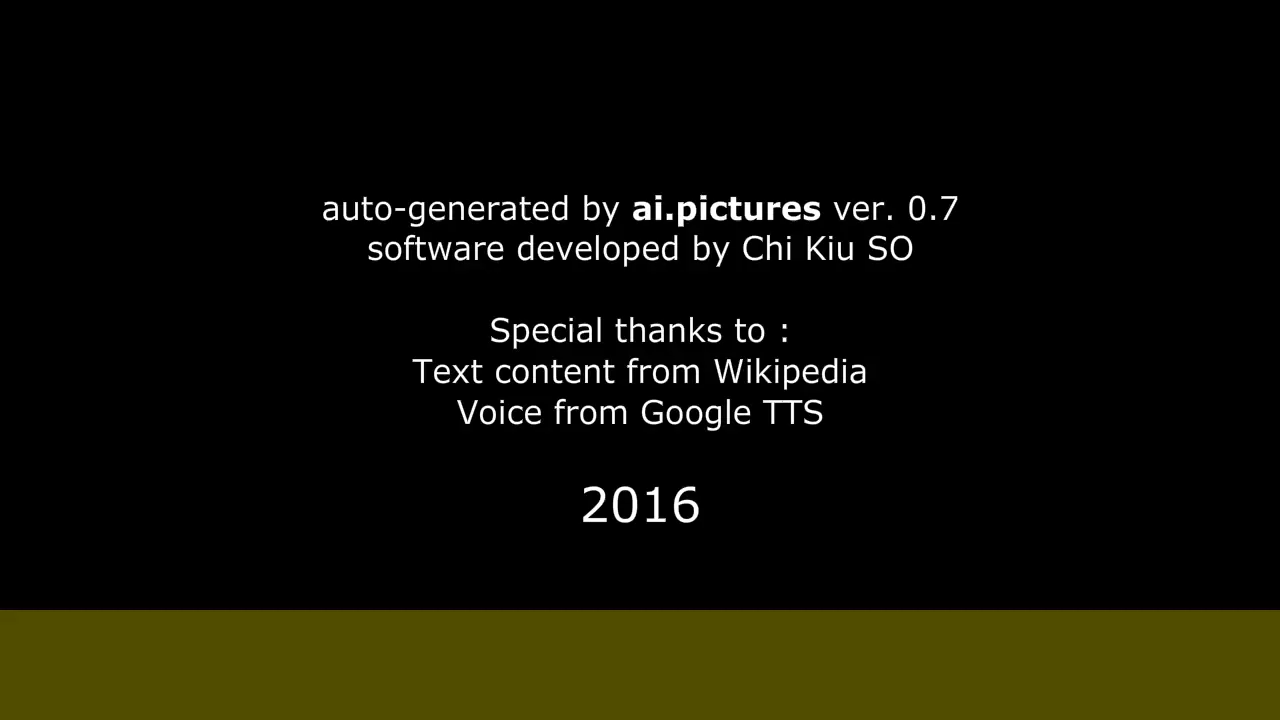 auto-generated by ai.pictures ver. 0.7
software developed by Chi Kiu SO
Special thanks to :
Text content from Wikipedia
Voice from Google TTS
2016